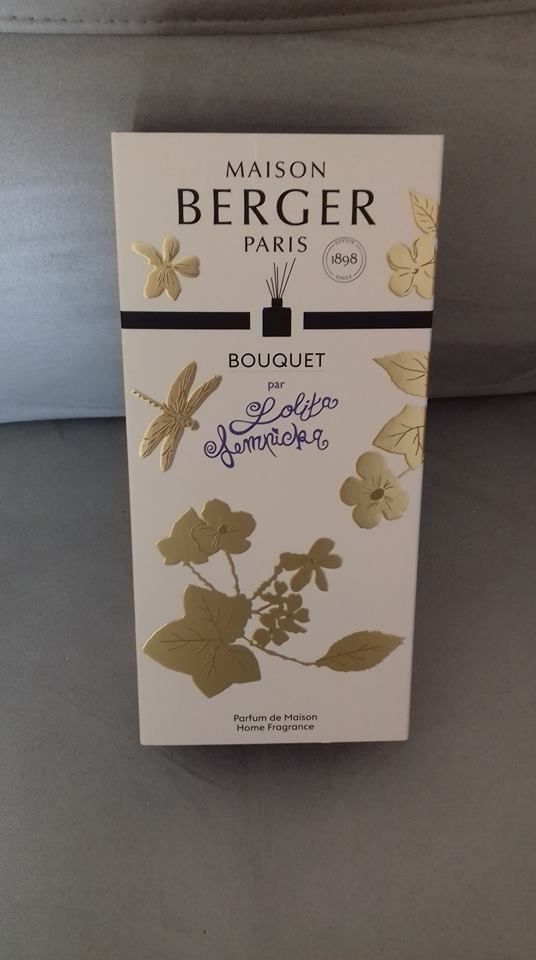 MAISON
BERGER
PARIS
DEPUIS
1898
SINCE
BOUQUET
par
Lolita
Lempicka
Parfum de Maison
Home Fragrance